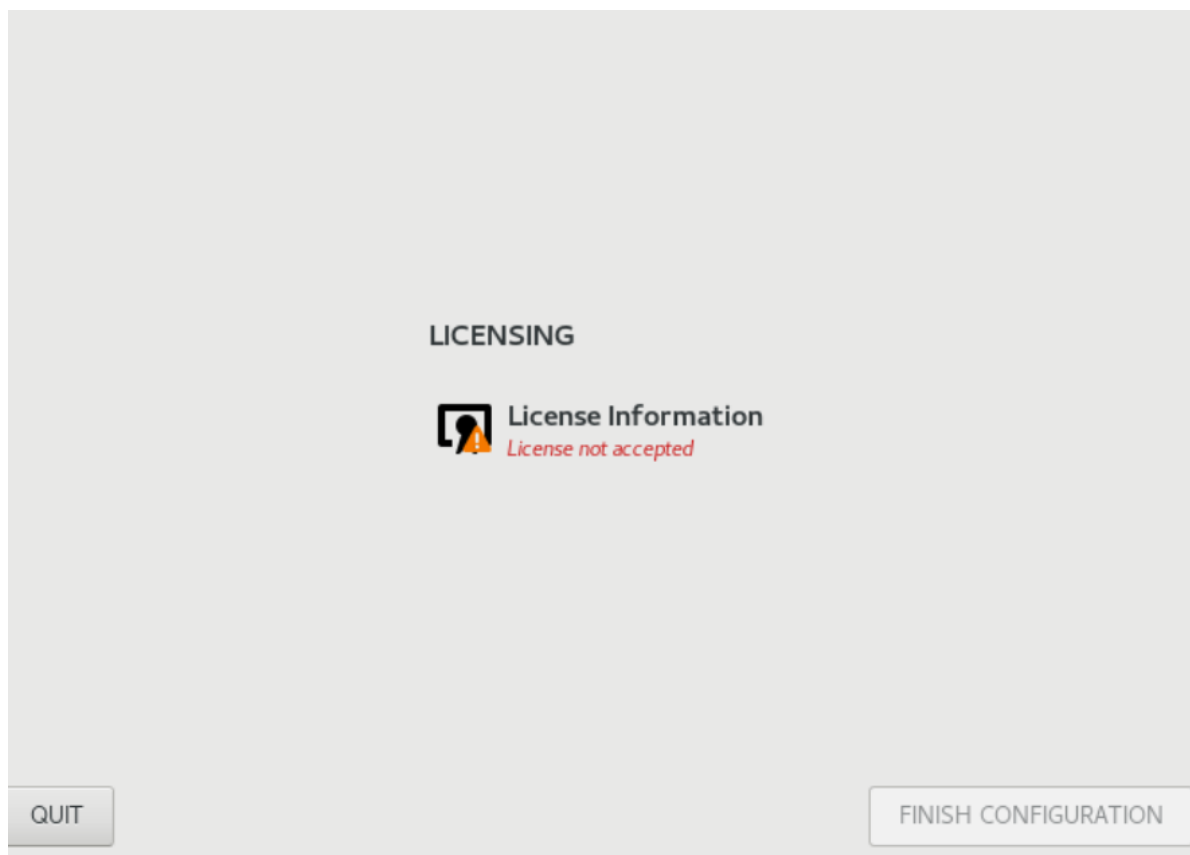 LICENSING
License Information
License not accepted
QUIT
FINISH CONFIGURATION